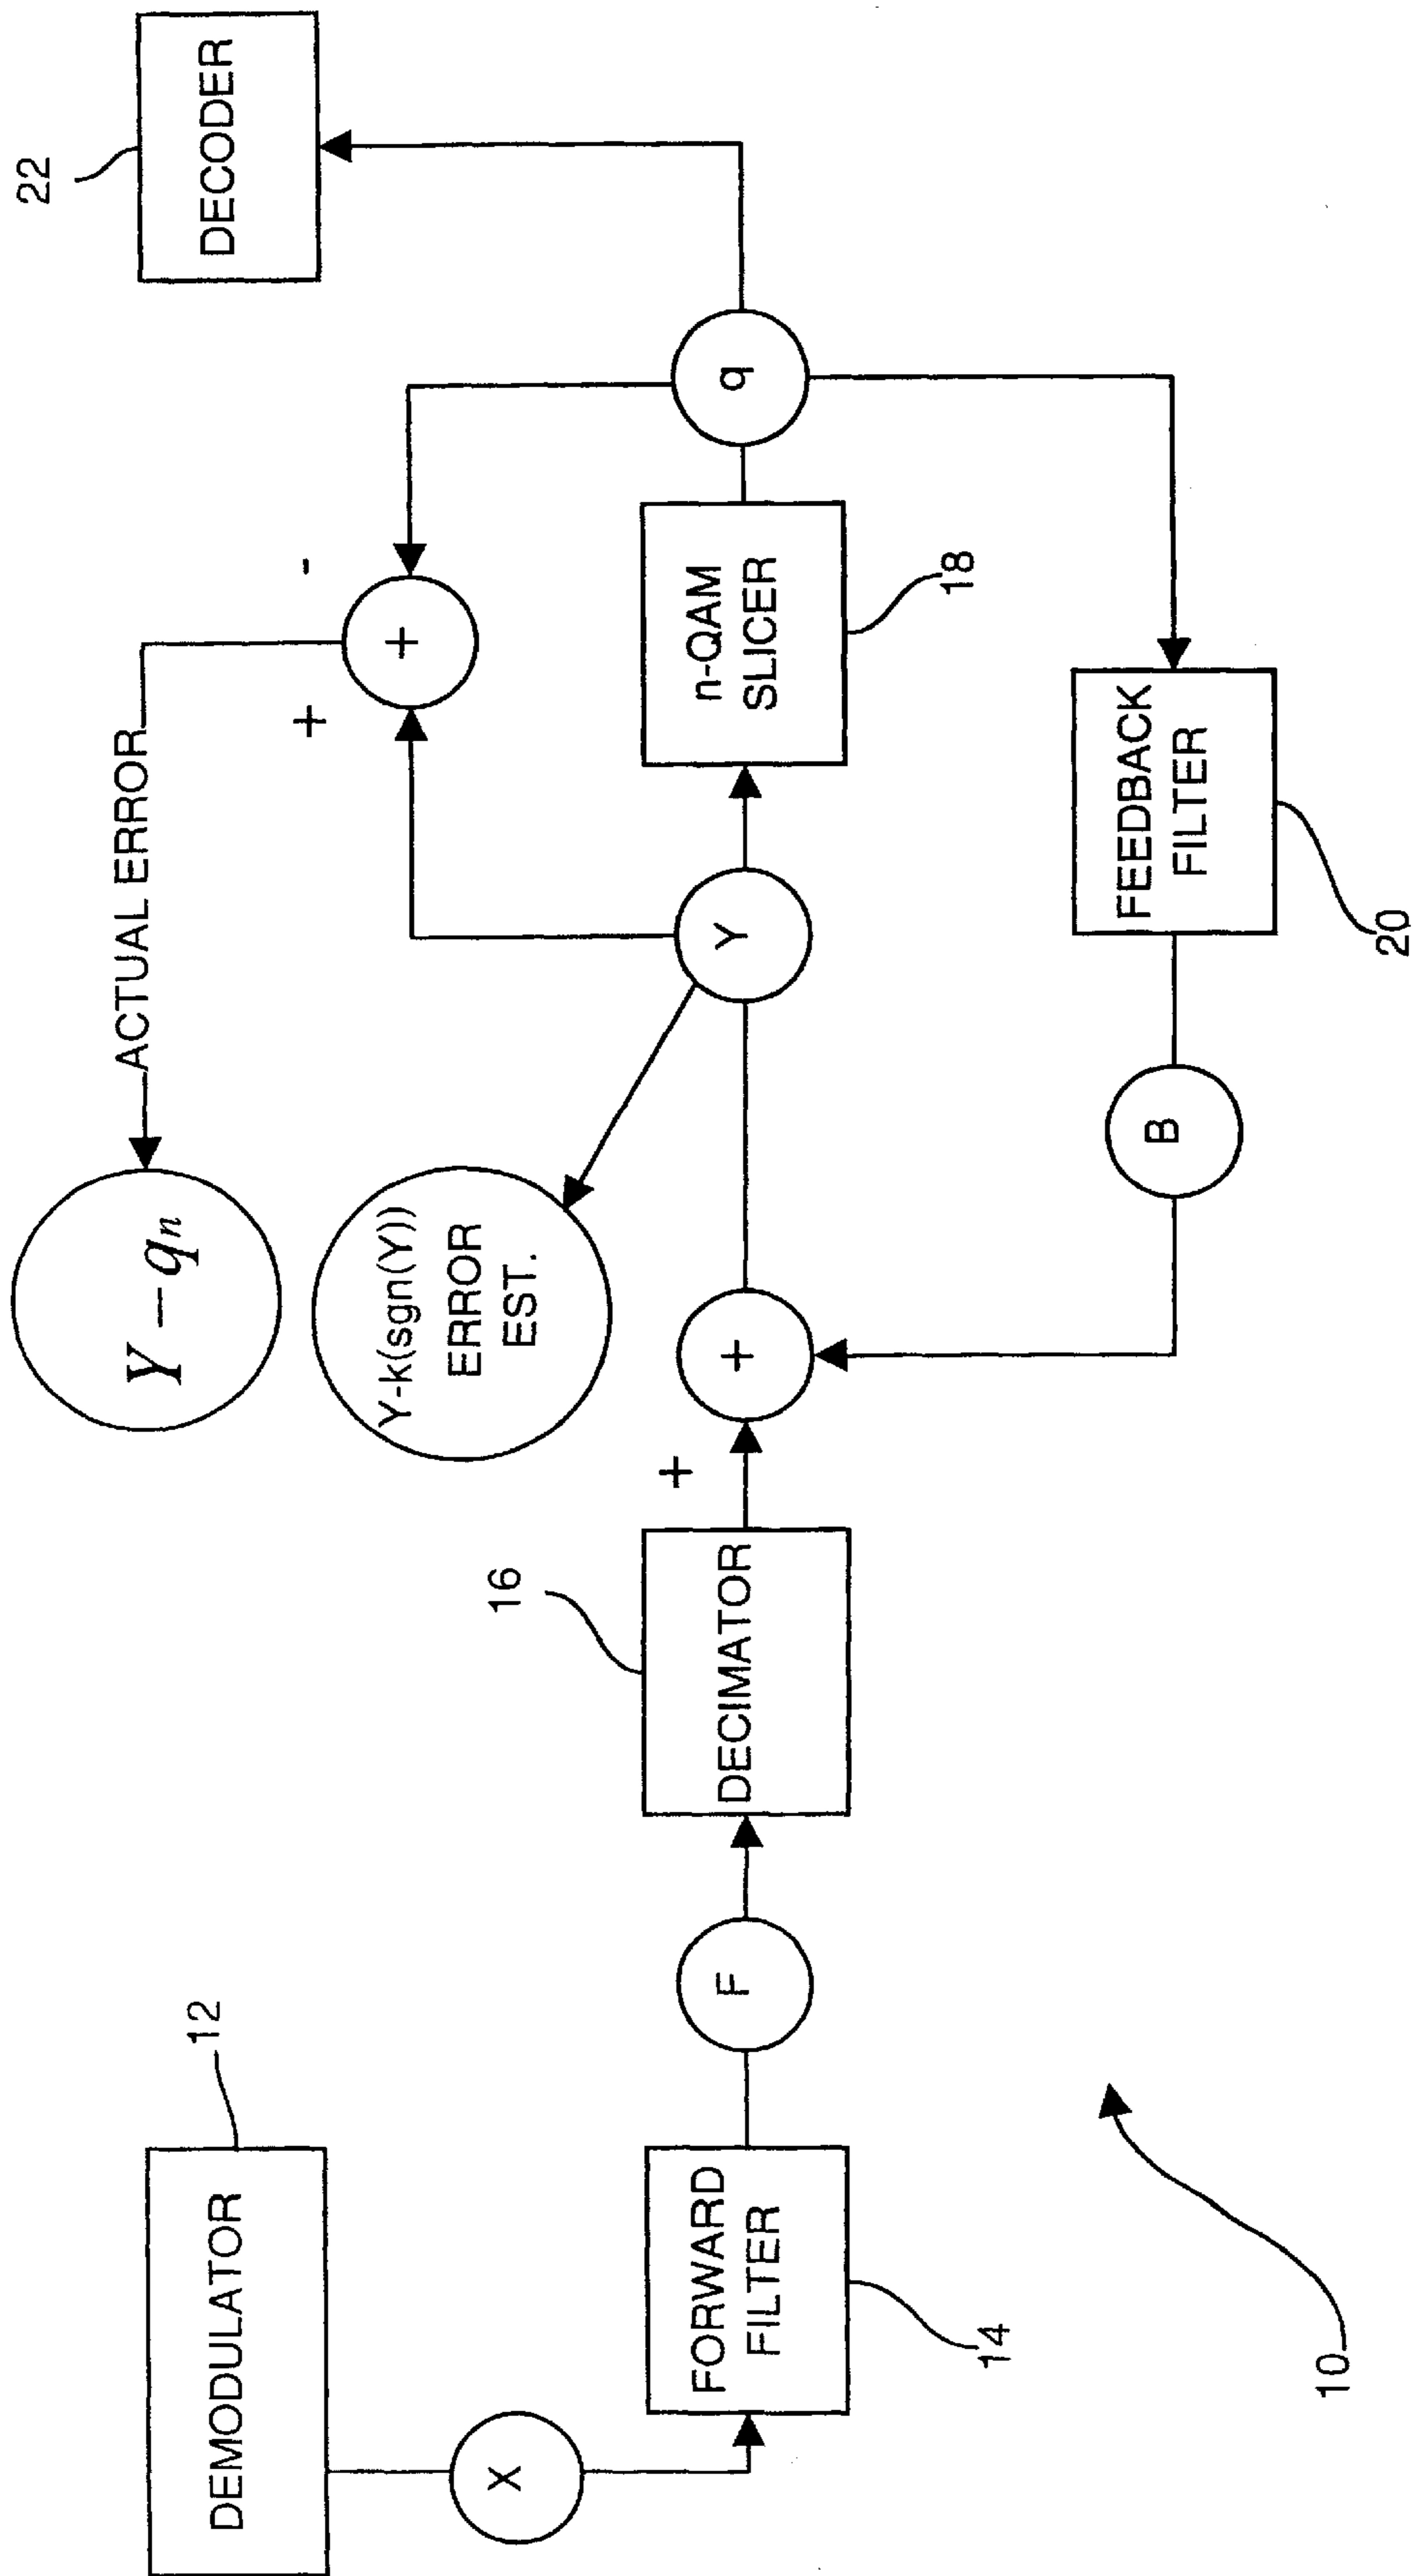 22
DECODER
ACTUAL ERROR
Y - qn
-
+
+
q
Y-k(sgn(Y))
ERROR
EST.
Y
n-QAM
SLICER
18
+
+
16
DECIMATOR
F
12
DEMODULATOR
X
FORWARD
FILTER
14
B
FEEDBACK
FILTER
20
10